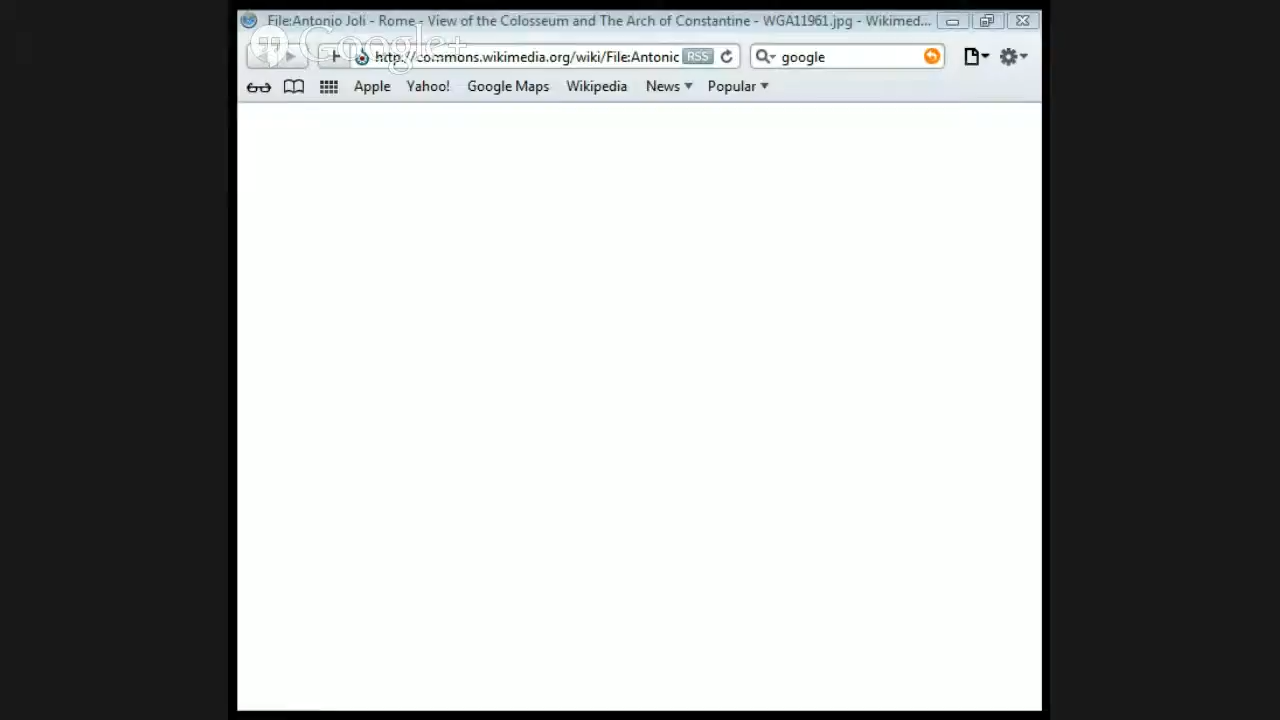 File:Antonio Joli - Rome - View of the Colosseum and The Arch of Constantine - WGA11961.jpg - Wikimed...
Google+
http://commons.wikimedia.org/wiki/File:Antonic RSS google
Apple Yahoo! Google Maps Wikipedia News Popular